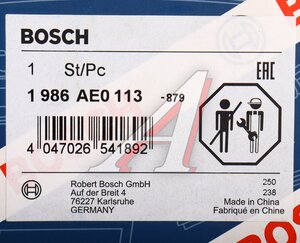 BOSCH
1 St/Pc
1 986 AE0 113 -879
EAC
4 047026 541892
Robert Bosch GmbH
Auf der Breit 4
76227 Karlsruhe
GERMANY
250
238
Made in China
Fabriqué en Chine